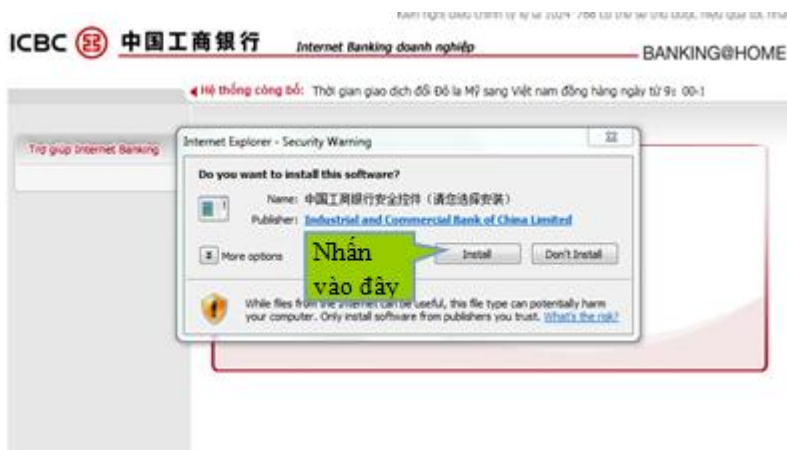 ICBC 中国工商银行 Internet Banking doanh nghiệp
BANKING@HOME
Hệ thống công bố: Thời gian giao dịch đổi Đô la Mỹ sang Việt nam đồng hàng ngày từ 9: 00-1
Trợ giúp Internet Banking
Internet Explorer - Security Warning
Do you want to install this software?
Name: 中国工商银行安全控件（请您选择安装）
Publisher: Industrial and Commercial Bank of China Limited
More options
Nhấn
vào đây
Install
Don't Install
While files from the Internet can be useful, this file type can potentially harm
your computer. Only install software from publishers you trust. What's the risk?